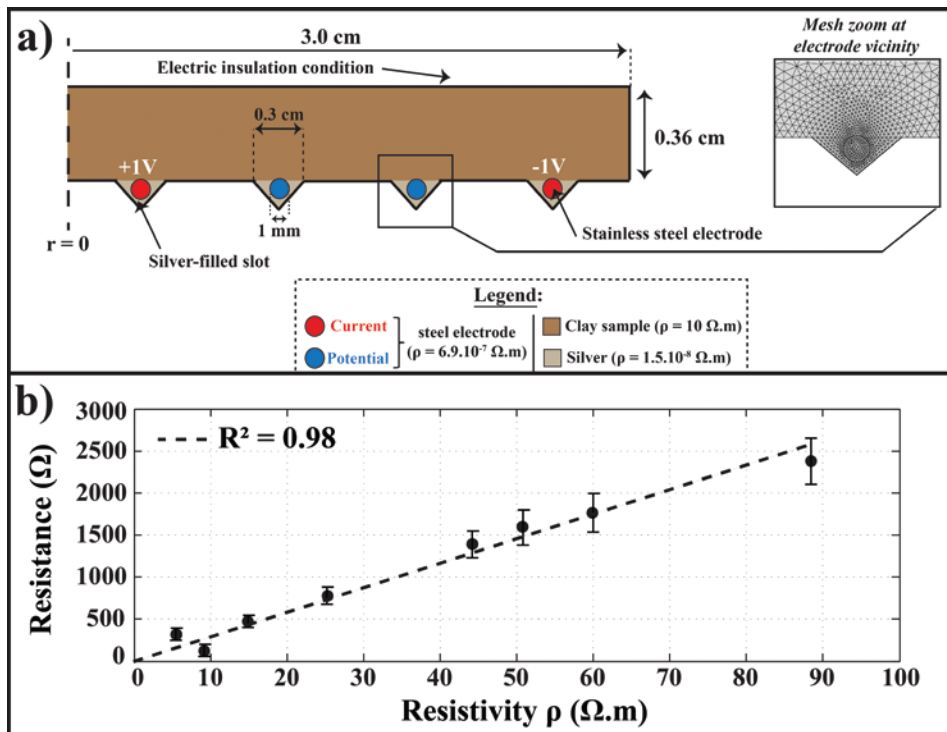 a)
3.0 cm
Electric insulation condition
Mesh zoom at
electrode vicinity
0.3 cm
0.36 cm
+1V
-1V
1 mm
r = 0
Silver-filled slot
Stainless steel electrode
Legend:
Current
Potential
steel electrode
(ρ = 6.9.10⁻⁷ Ω.m)
Clay sample (ρ = 10 Ω.m)
Silver (ρ = 1.5.10⁻⁸ Ω.m)
b)
R² = 0.98
Resistance (Ω)
3000
2500
2000
1500
1000
500
0
0 10 20 30 40 50 60 70 80 90 100
Resistivity ρ (Ω.m)